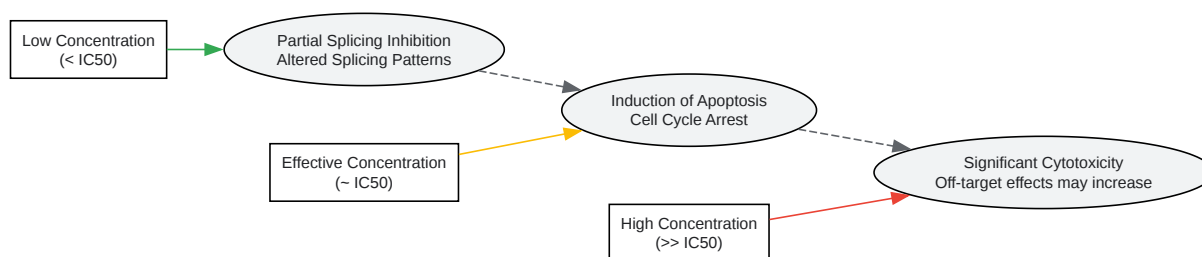 Low Concentration
(< IC50)
Partial Splicing Inhibition
Altered Splicing Patterns
Induction of Apoptosis
Cell Cycle Arrest
Effective Concentration
(~ IC50)
Significant Cytotoxicity
Off-target effects may increase
High Concentration
(>> IC50)